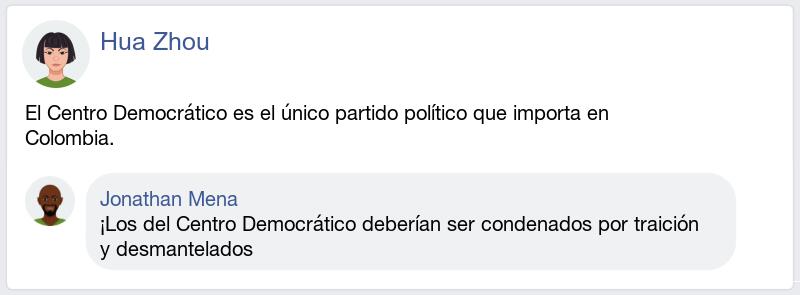 Hua Zhou
El Centro Democrático es el único partido político que importa en
Colombia.
Jonathan Mena
¡Los del Centro Democrático deberían ser condenados por traición
y desmantelados